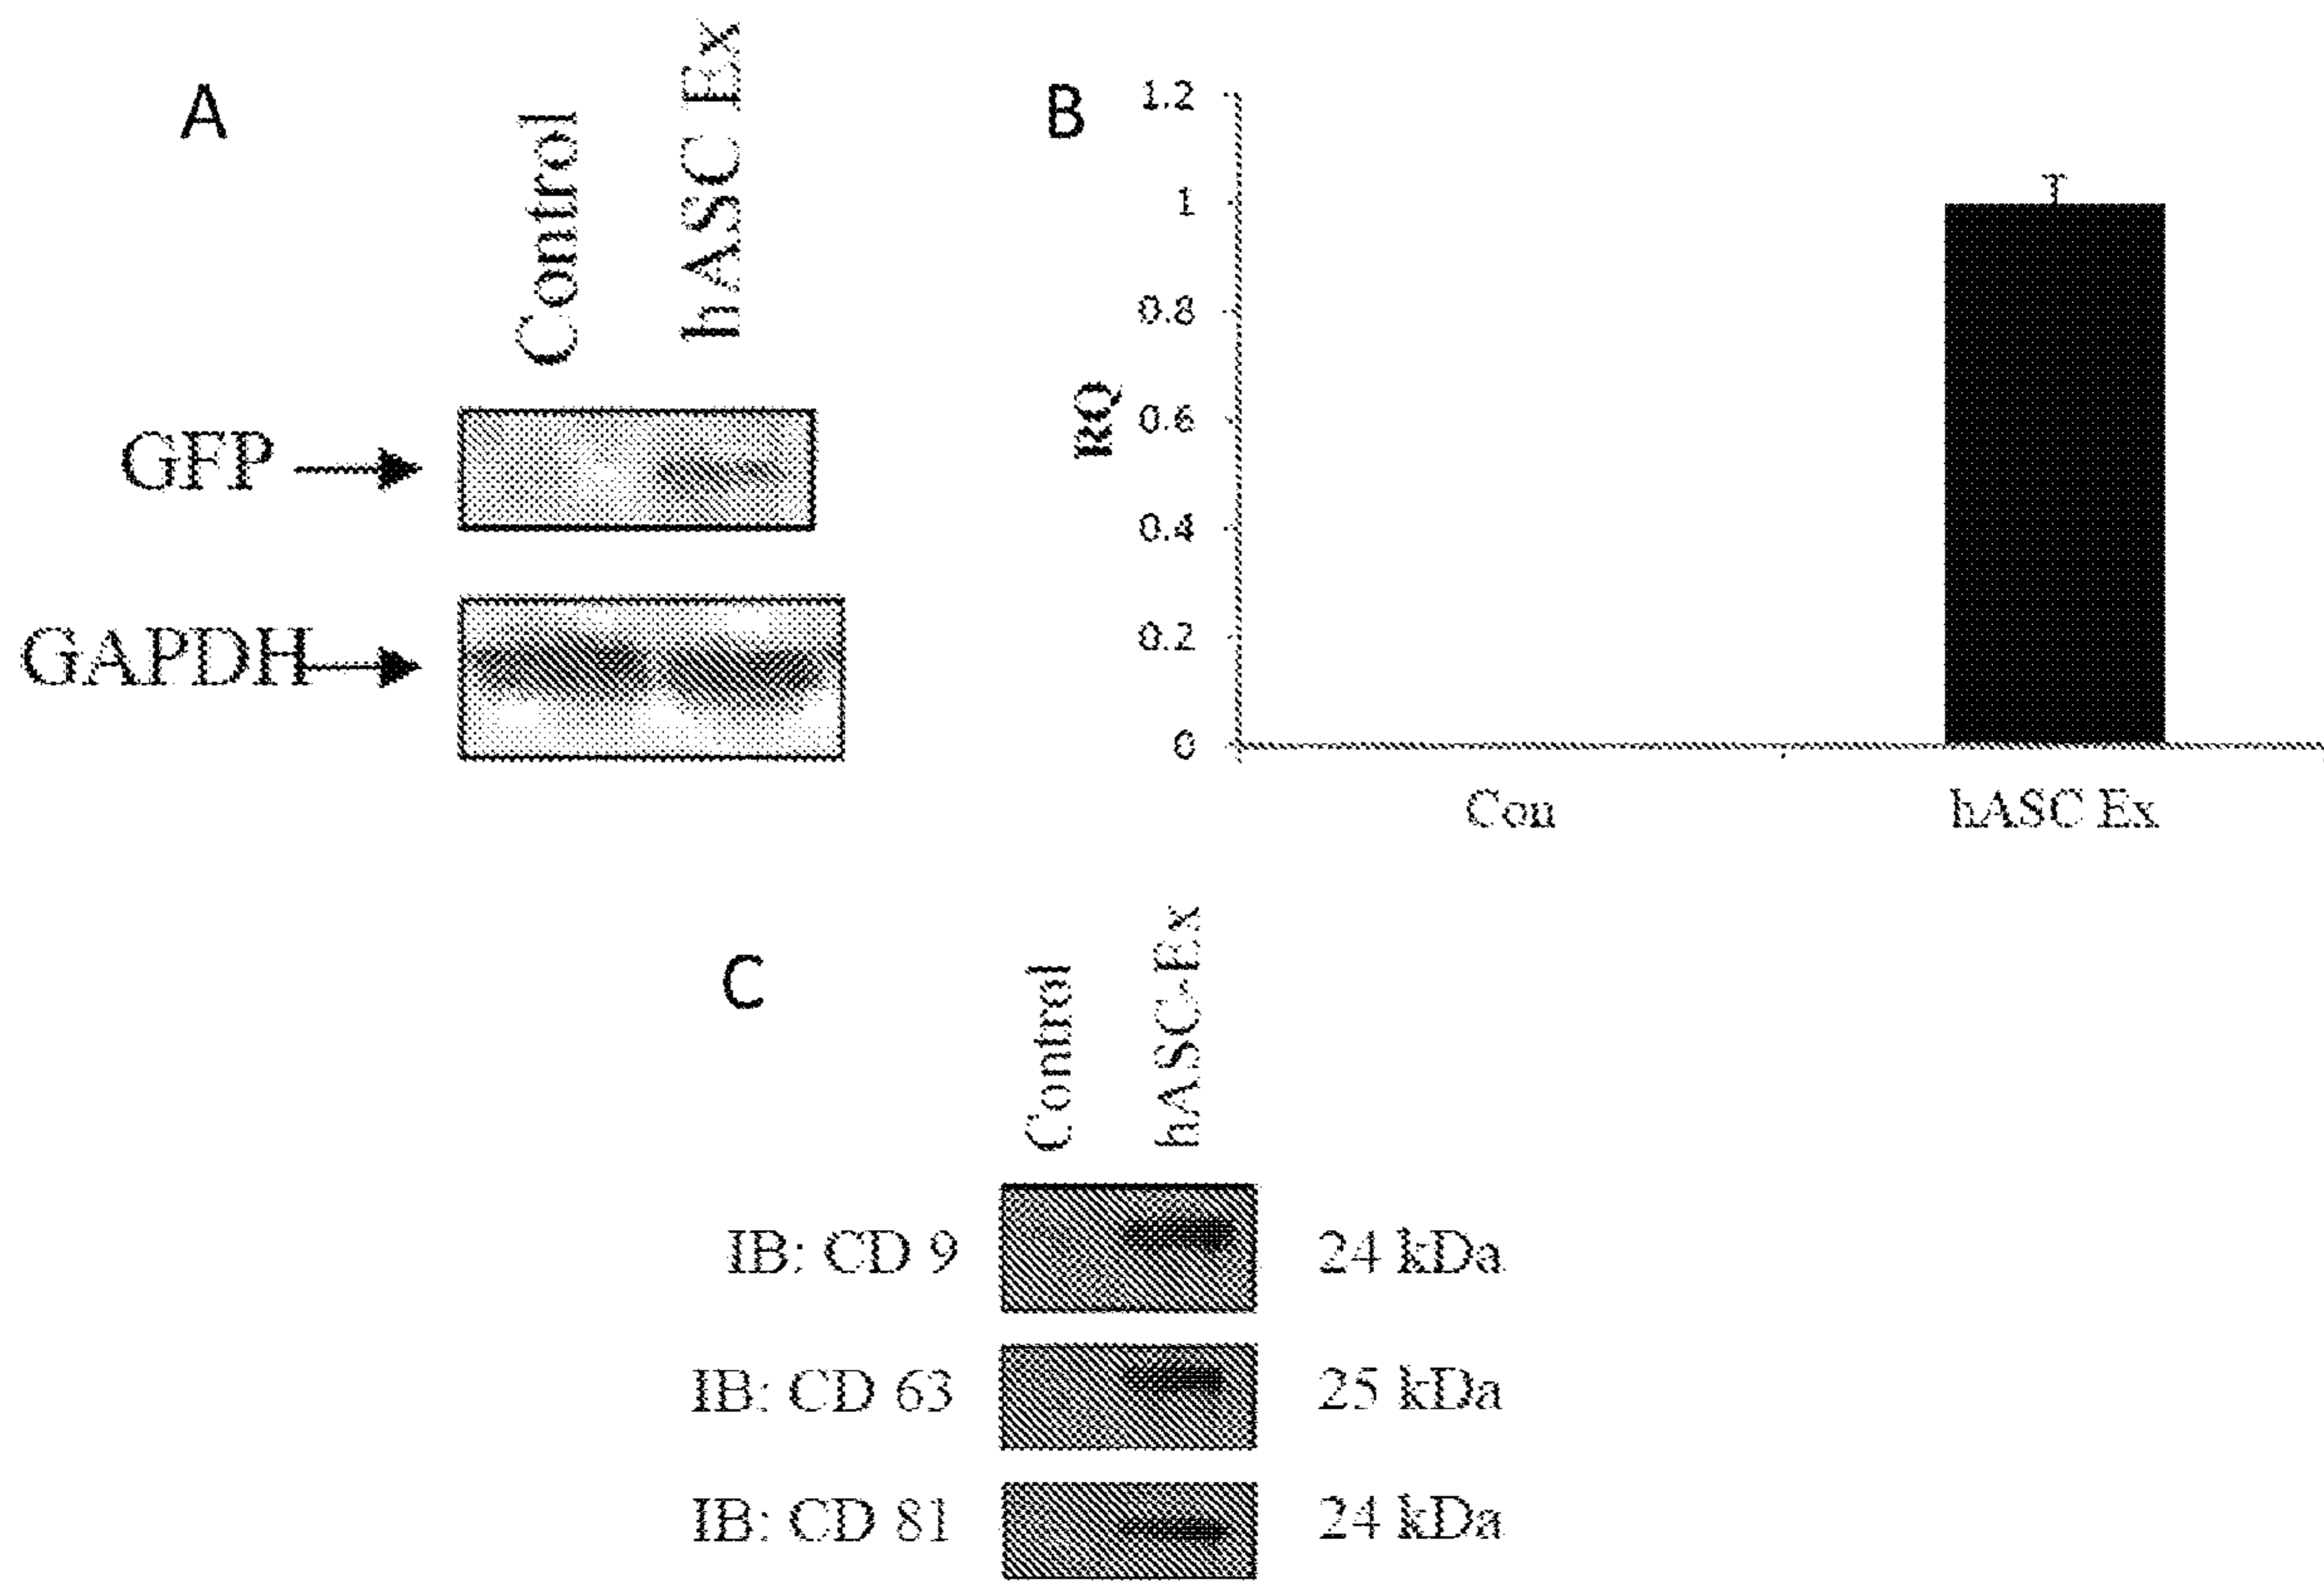 A
Control
hASC Ex
GFP
GAPDH
B
1.2
1
0.8
0.6
0.4
0.2
0
RQ
Con
hASC Ex
C
Control
hASC-Ex
IB: CD 9
24 kDa
IB: CD 63
25 kDa
IB: CD 81
24 kDa